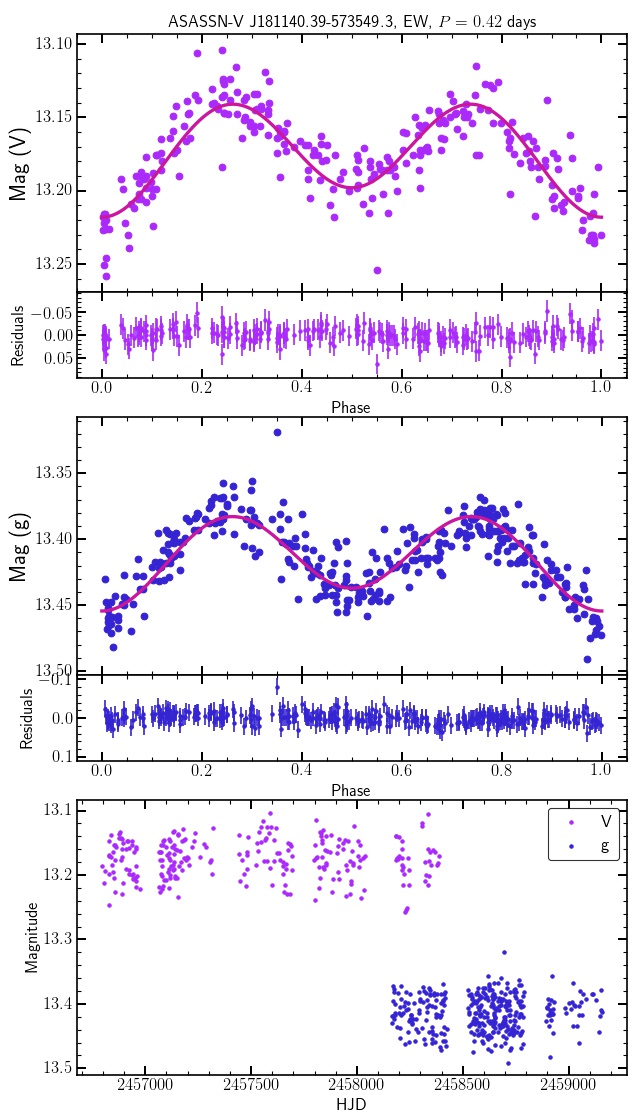 ASASSN-V J181140.39-573549.3, EW, P = 0.42 days
13.10
13.15
13.20
13.25
Mag (V)
−0.05
0.00
0.05
Residuals
0.0 0.2 0.4 0.6 0.8 1.0
Phase
13.35
13.40
13.45
13.50
Mag (g)
−0.1
0.0
0.1
Residuals
0.0 0.2 0.4 0.6 0.8 1.0
Phase
V
g
13.1
13.2
13.3
13.4
13.5
Magnitude
2457000 2457500 2458000 2458500 2459000
HJD